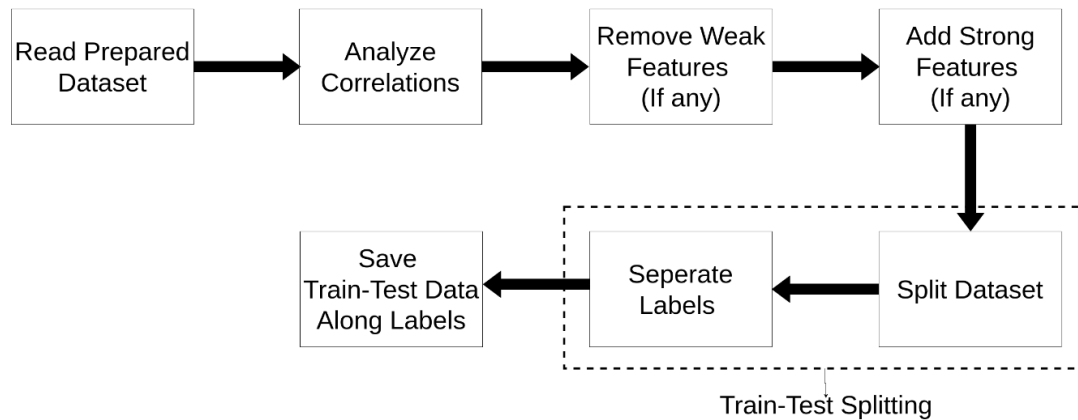 Read Prepared
Dataset
Analyze
Correlations
Remove Weak
Features
(If any)
Add Strong
Features
(If any)
Split Dataset
Seperate
Labels
Save
Train-Test Data
Along Labels
Train-Test Splitting